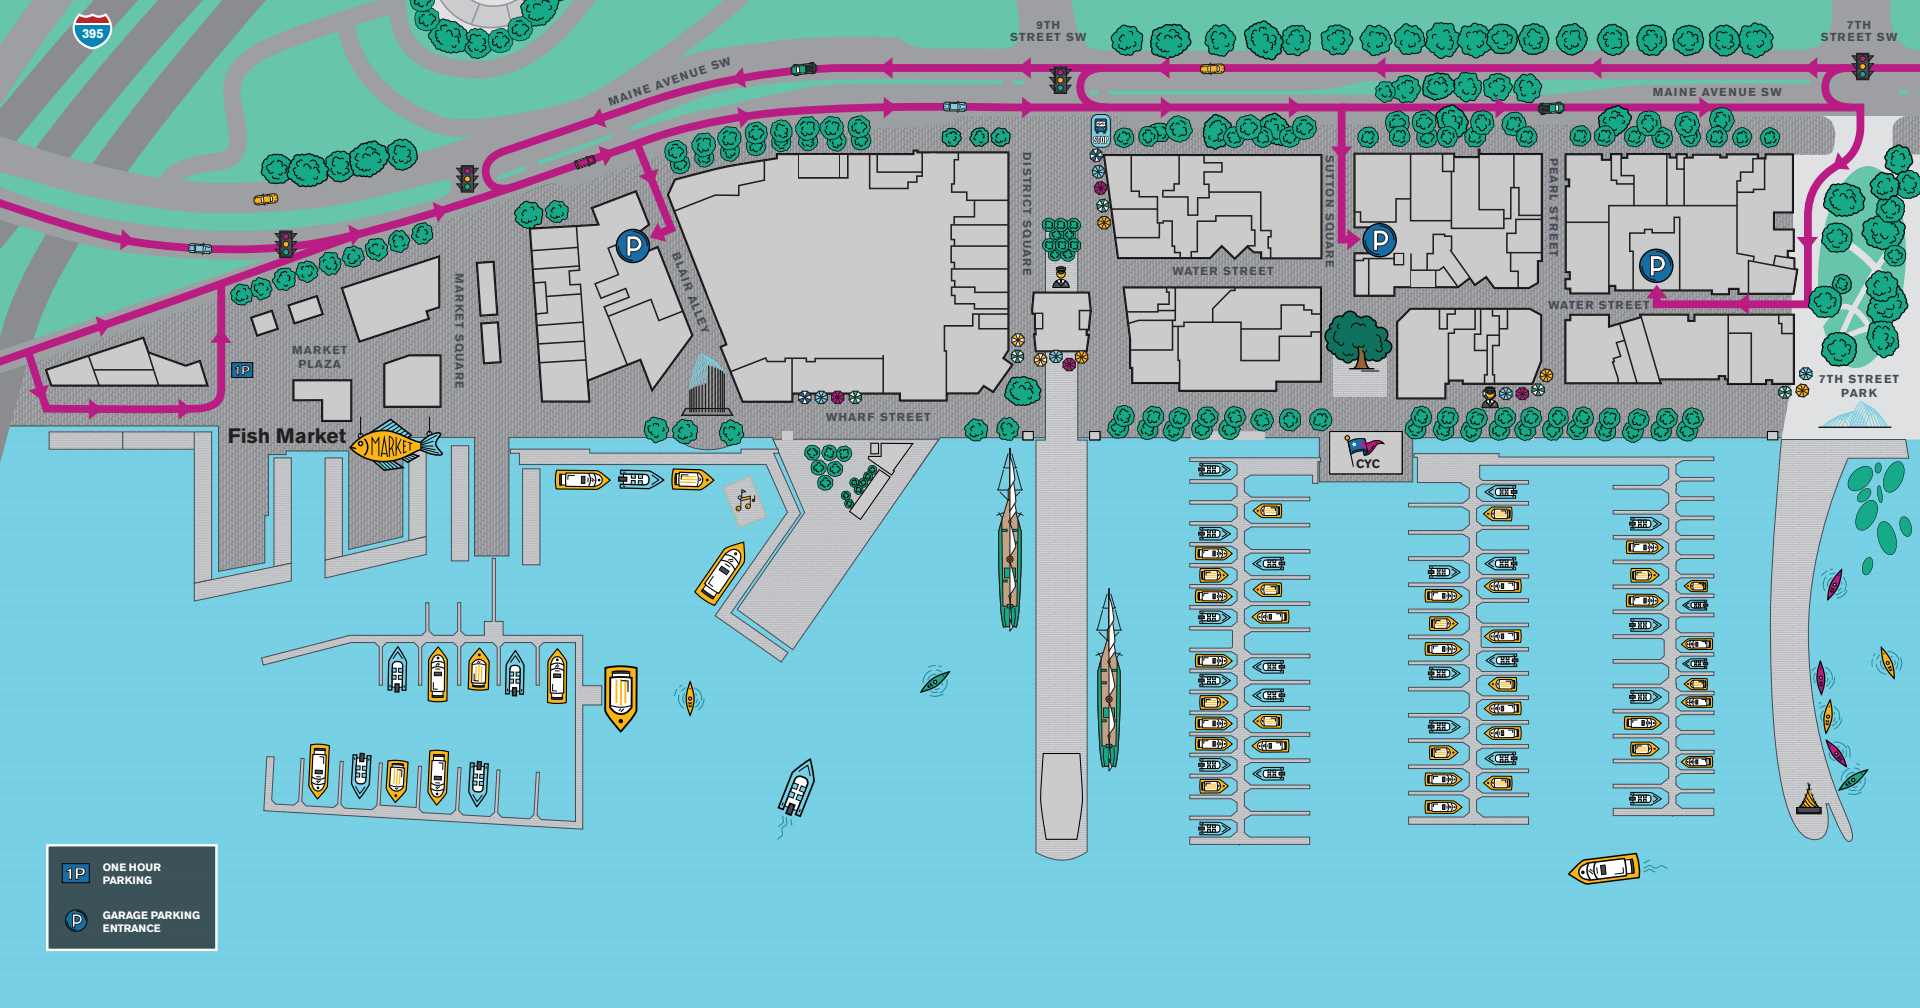 395
9TH
STREET SW
7TH
STREET SW
MAINE AVENUE SW
MAINE AVENUE SW
STOP
DISTRICT SQUARE
SUTTON SQUARE
PEARL STREET
P
P
P
WATER STREET
WATER STREET
BLAIR ALLEY
MARKET SQUARE
MARKET
PLAZA
1P
7TH STREET
PARK
WHARF STREET
Fish Market
MARKET
CYC
1P
ONE HOUR
PARKING
P
GARAGE PARKING
ENTRANCE